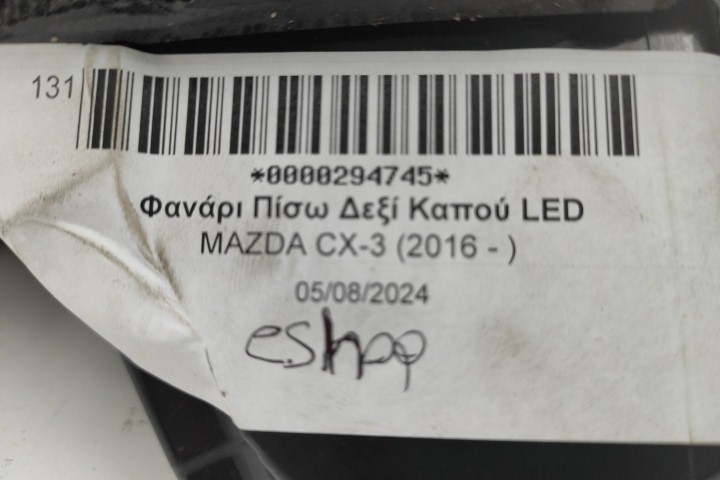 131
*0000294745*
Φανάρι Πίσω Δεξί Καπού LED
MAZDA CX-3 (2016 - )
05/08/2024
eshop